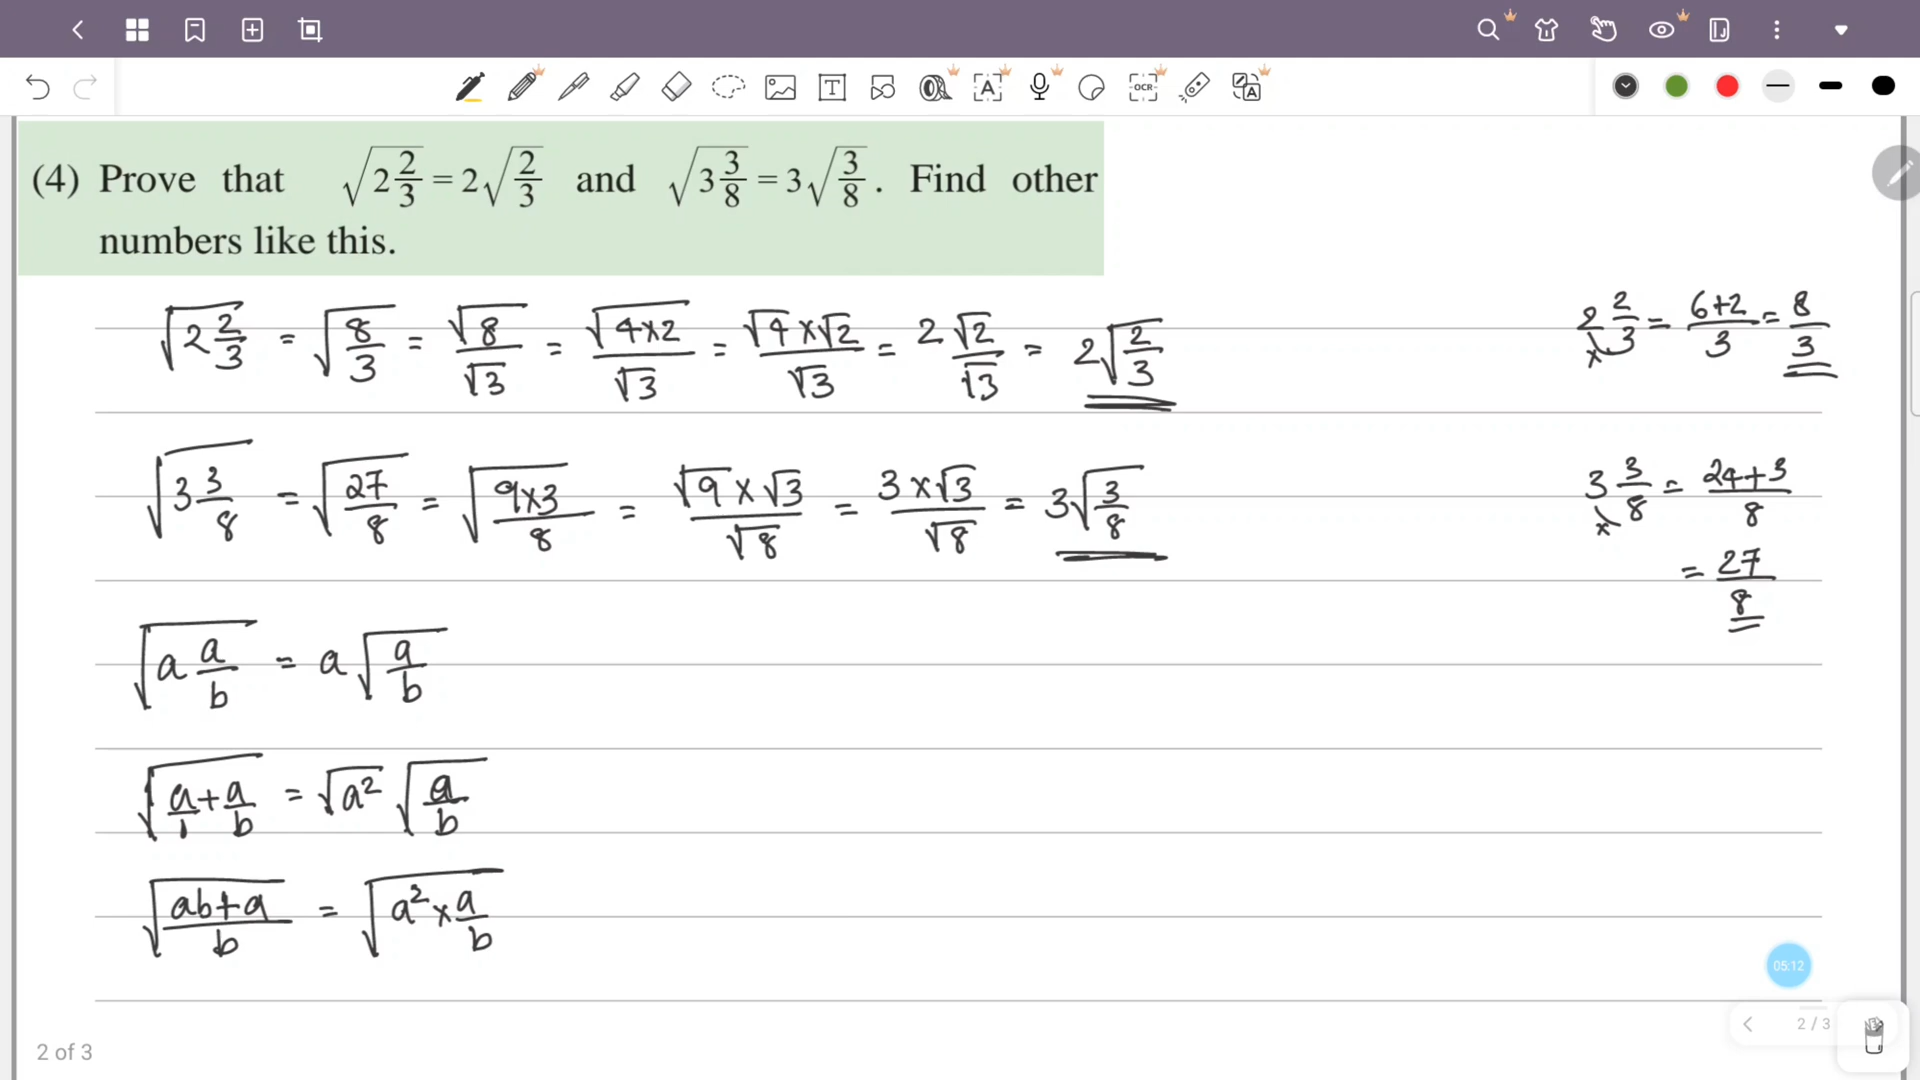 (4) Prove that √(2 2/3) = 2√(2/3) and √(3 3/8) = 3√(3/8). Find other
numbers like this.
√(2 2/3) = √(8/3) = √8/√3 = √(4×2)/√3 = √4×√2/√3 = 2 √2/√3 = 2√(2/3)
2 2/3 = (6+2)/3 = 8/3
×
√(3 3/8) = √(27/8) = √(9×3/8) = √9×√3/√8 = 3×√3/√8 = 3√(3/8)
3 3/8 = (24+3)/8
×
= 27/8
√(a a/b) = a√(a/b)
√(a/1 + a/b) = √a² √(a/b)
√((ab+a)/b) = √(a² × a/b)
05:12
2 / 3
2 of 3
T
A
OCR
A